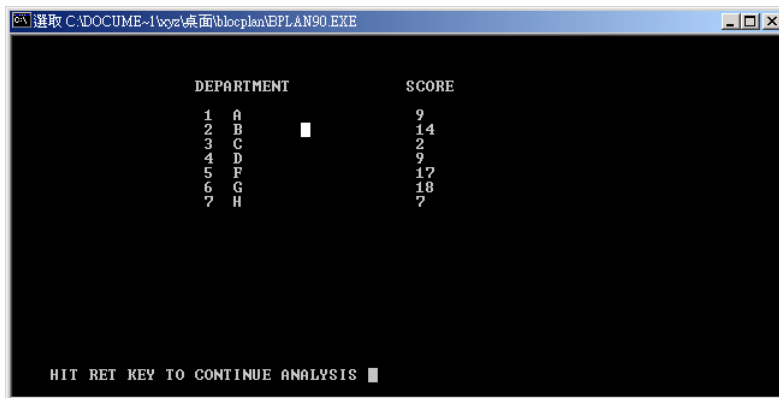 選取 C:\DOCUME~1\xyz\桌面\blocplan\BPLAN90.EXE
DEPARTMENT SCORE
1 A 9
2 B 14
3 C 2
4 D 9
5 F 17
6 G 18
7 H 7
HIT RET KEY TO CONTINUE ANALYSIS